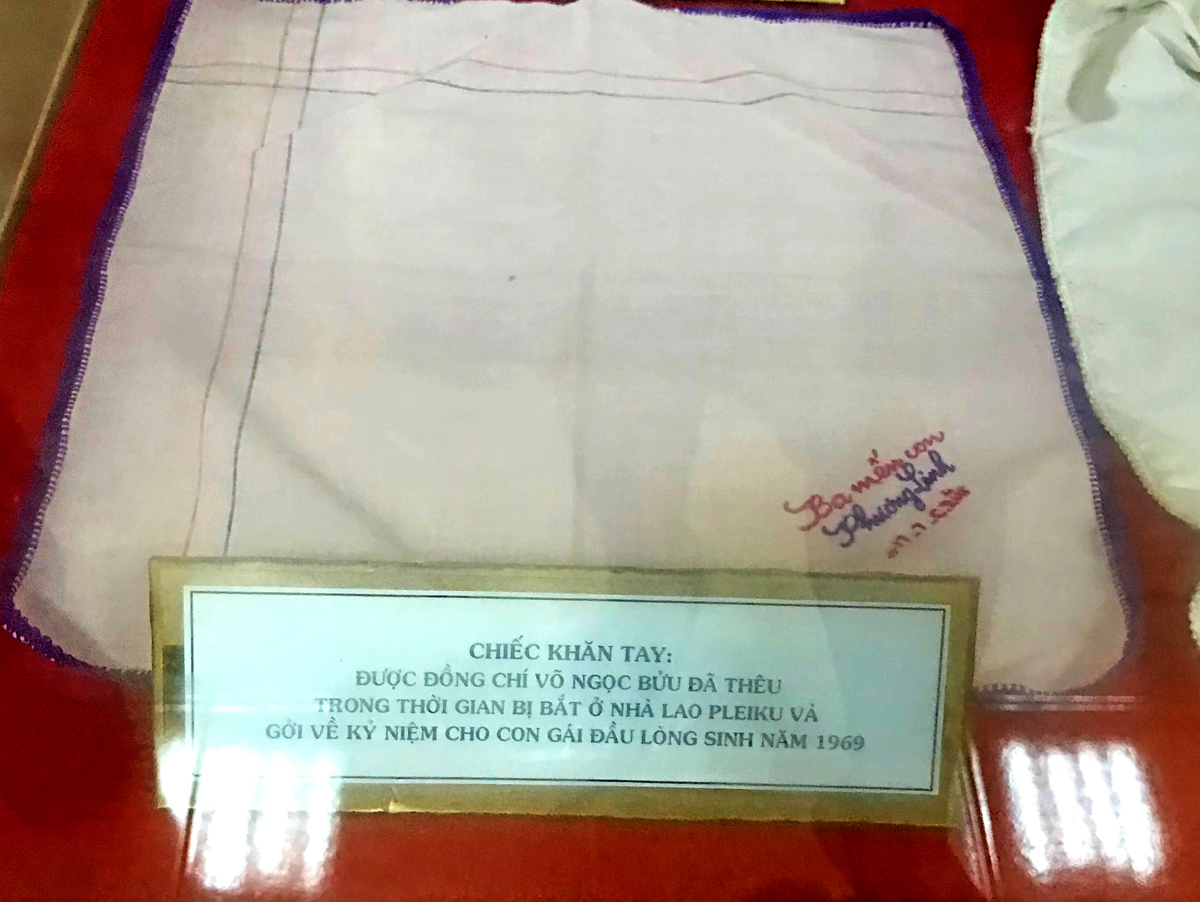 Ba mến con
Phương Linh
CHIẾC KHĂN TAY:
ĐƯỢC ĐỒNG CHÍ VÕ NGỌC BỬU ĐÃ THÊU
TRONG THỜI GIAN BỊ BẮT Ở NHÀ LAO PLEIKU VÀ
GỞI VỀ KỶ NIỆM CHO CON GÁI ĐẦU LÒNG SINH NĂM 1969